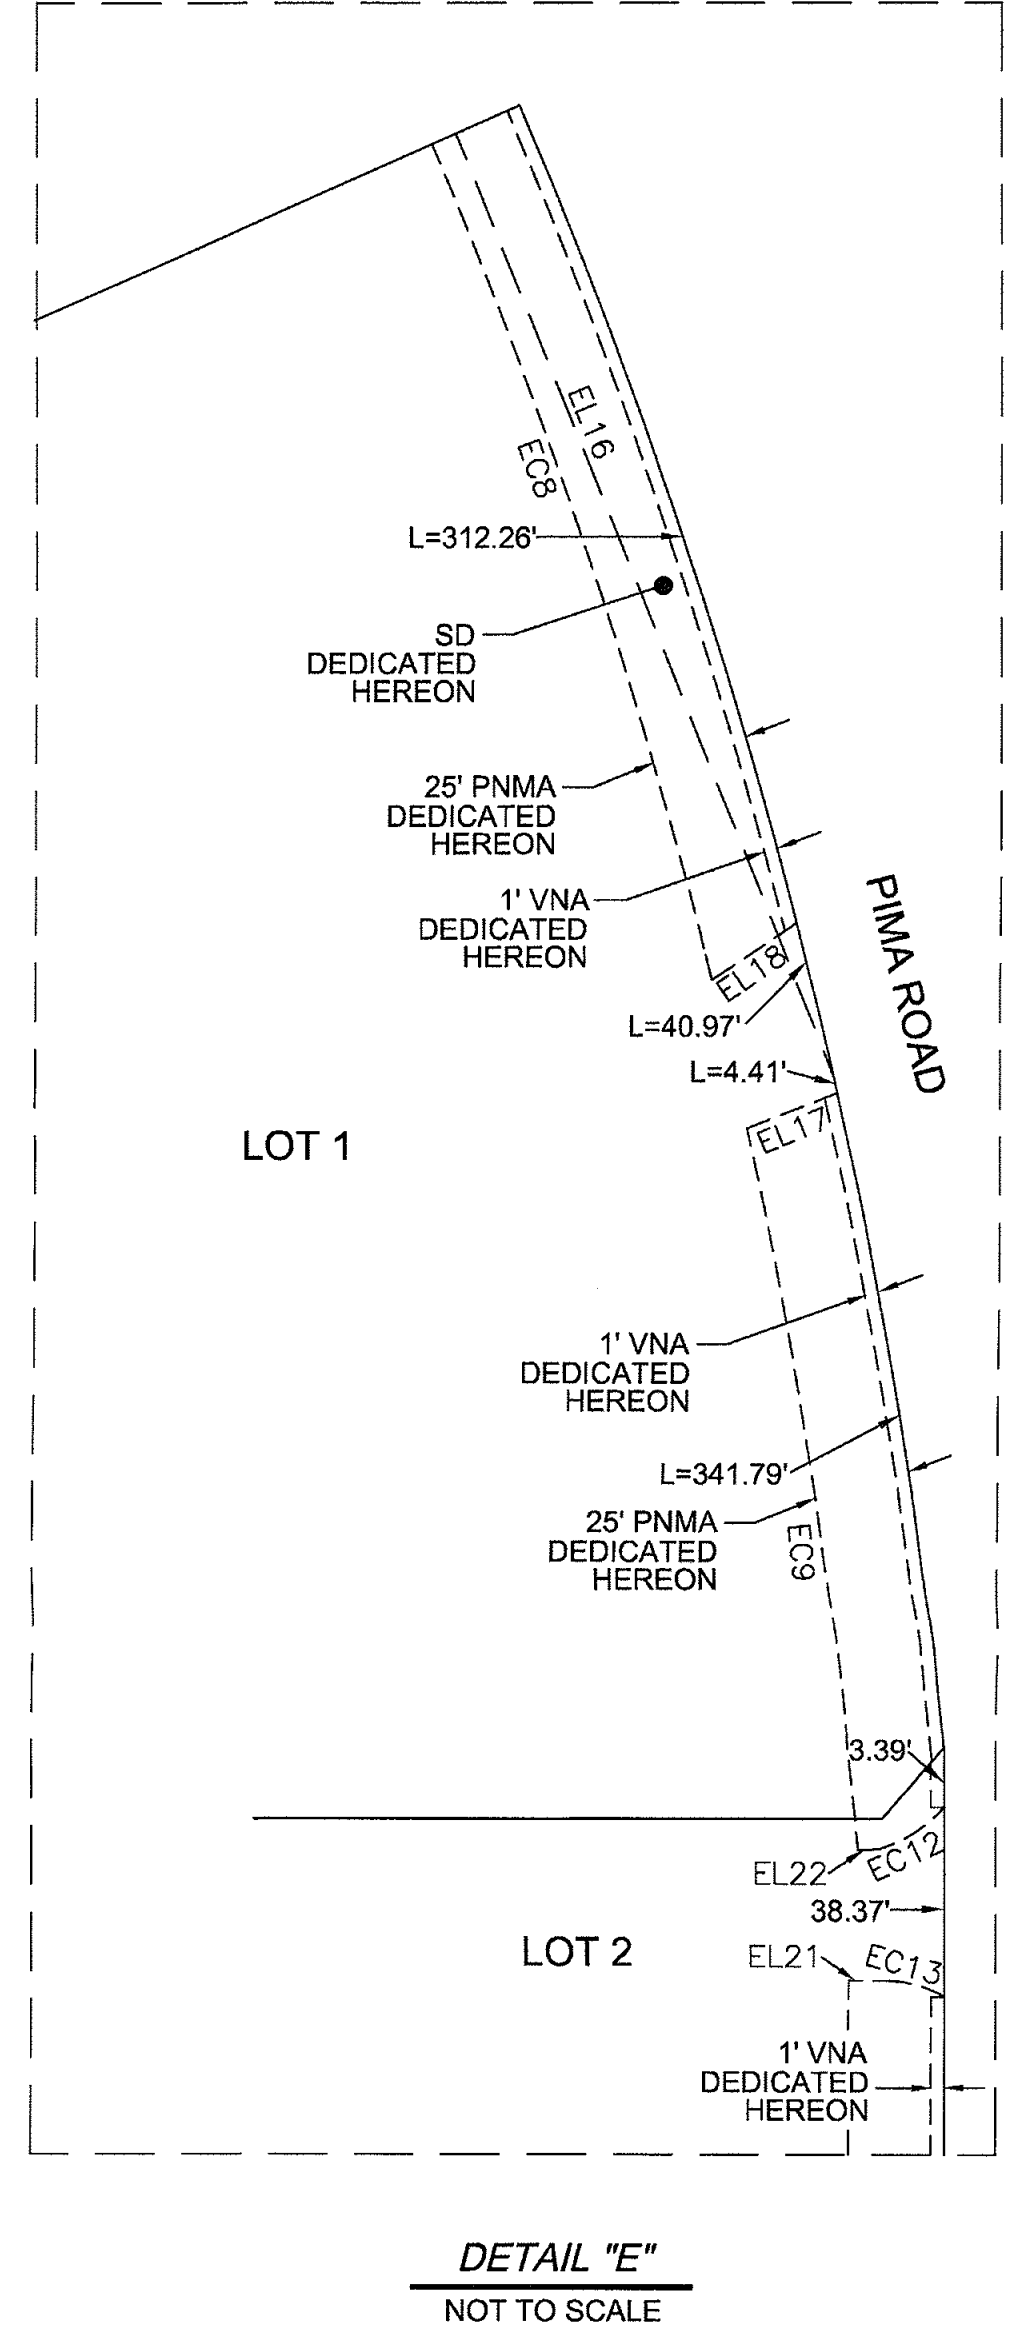 EL16
EC8
L=312.26'
SD
DEDICATED
HEREON
25' PNMA
DEDICATED
HEREON
1' VNA
DEDICATED
HEREON
PIMA ROAD
EL18
L=40.97'
L=4.41'
EL17
LOT 1
1' VNA
DEDICATED
HEREON
L=341.79'
25' PNMA
DEDICATED
HEREON
EC9
3.39'
EC12
EL22
38.37'
LOT 2
EL21
EC13
1' VNA
DEDICATED
HEREON
DETAIL "E"
NOT TO SCALE